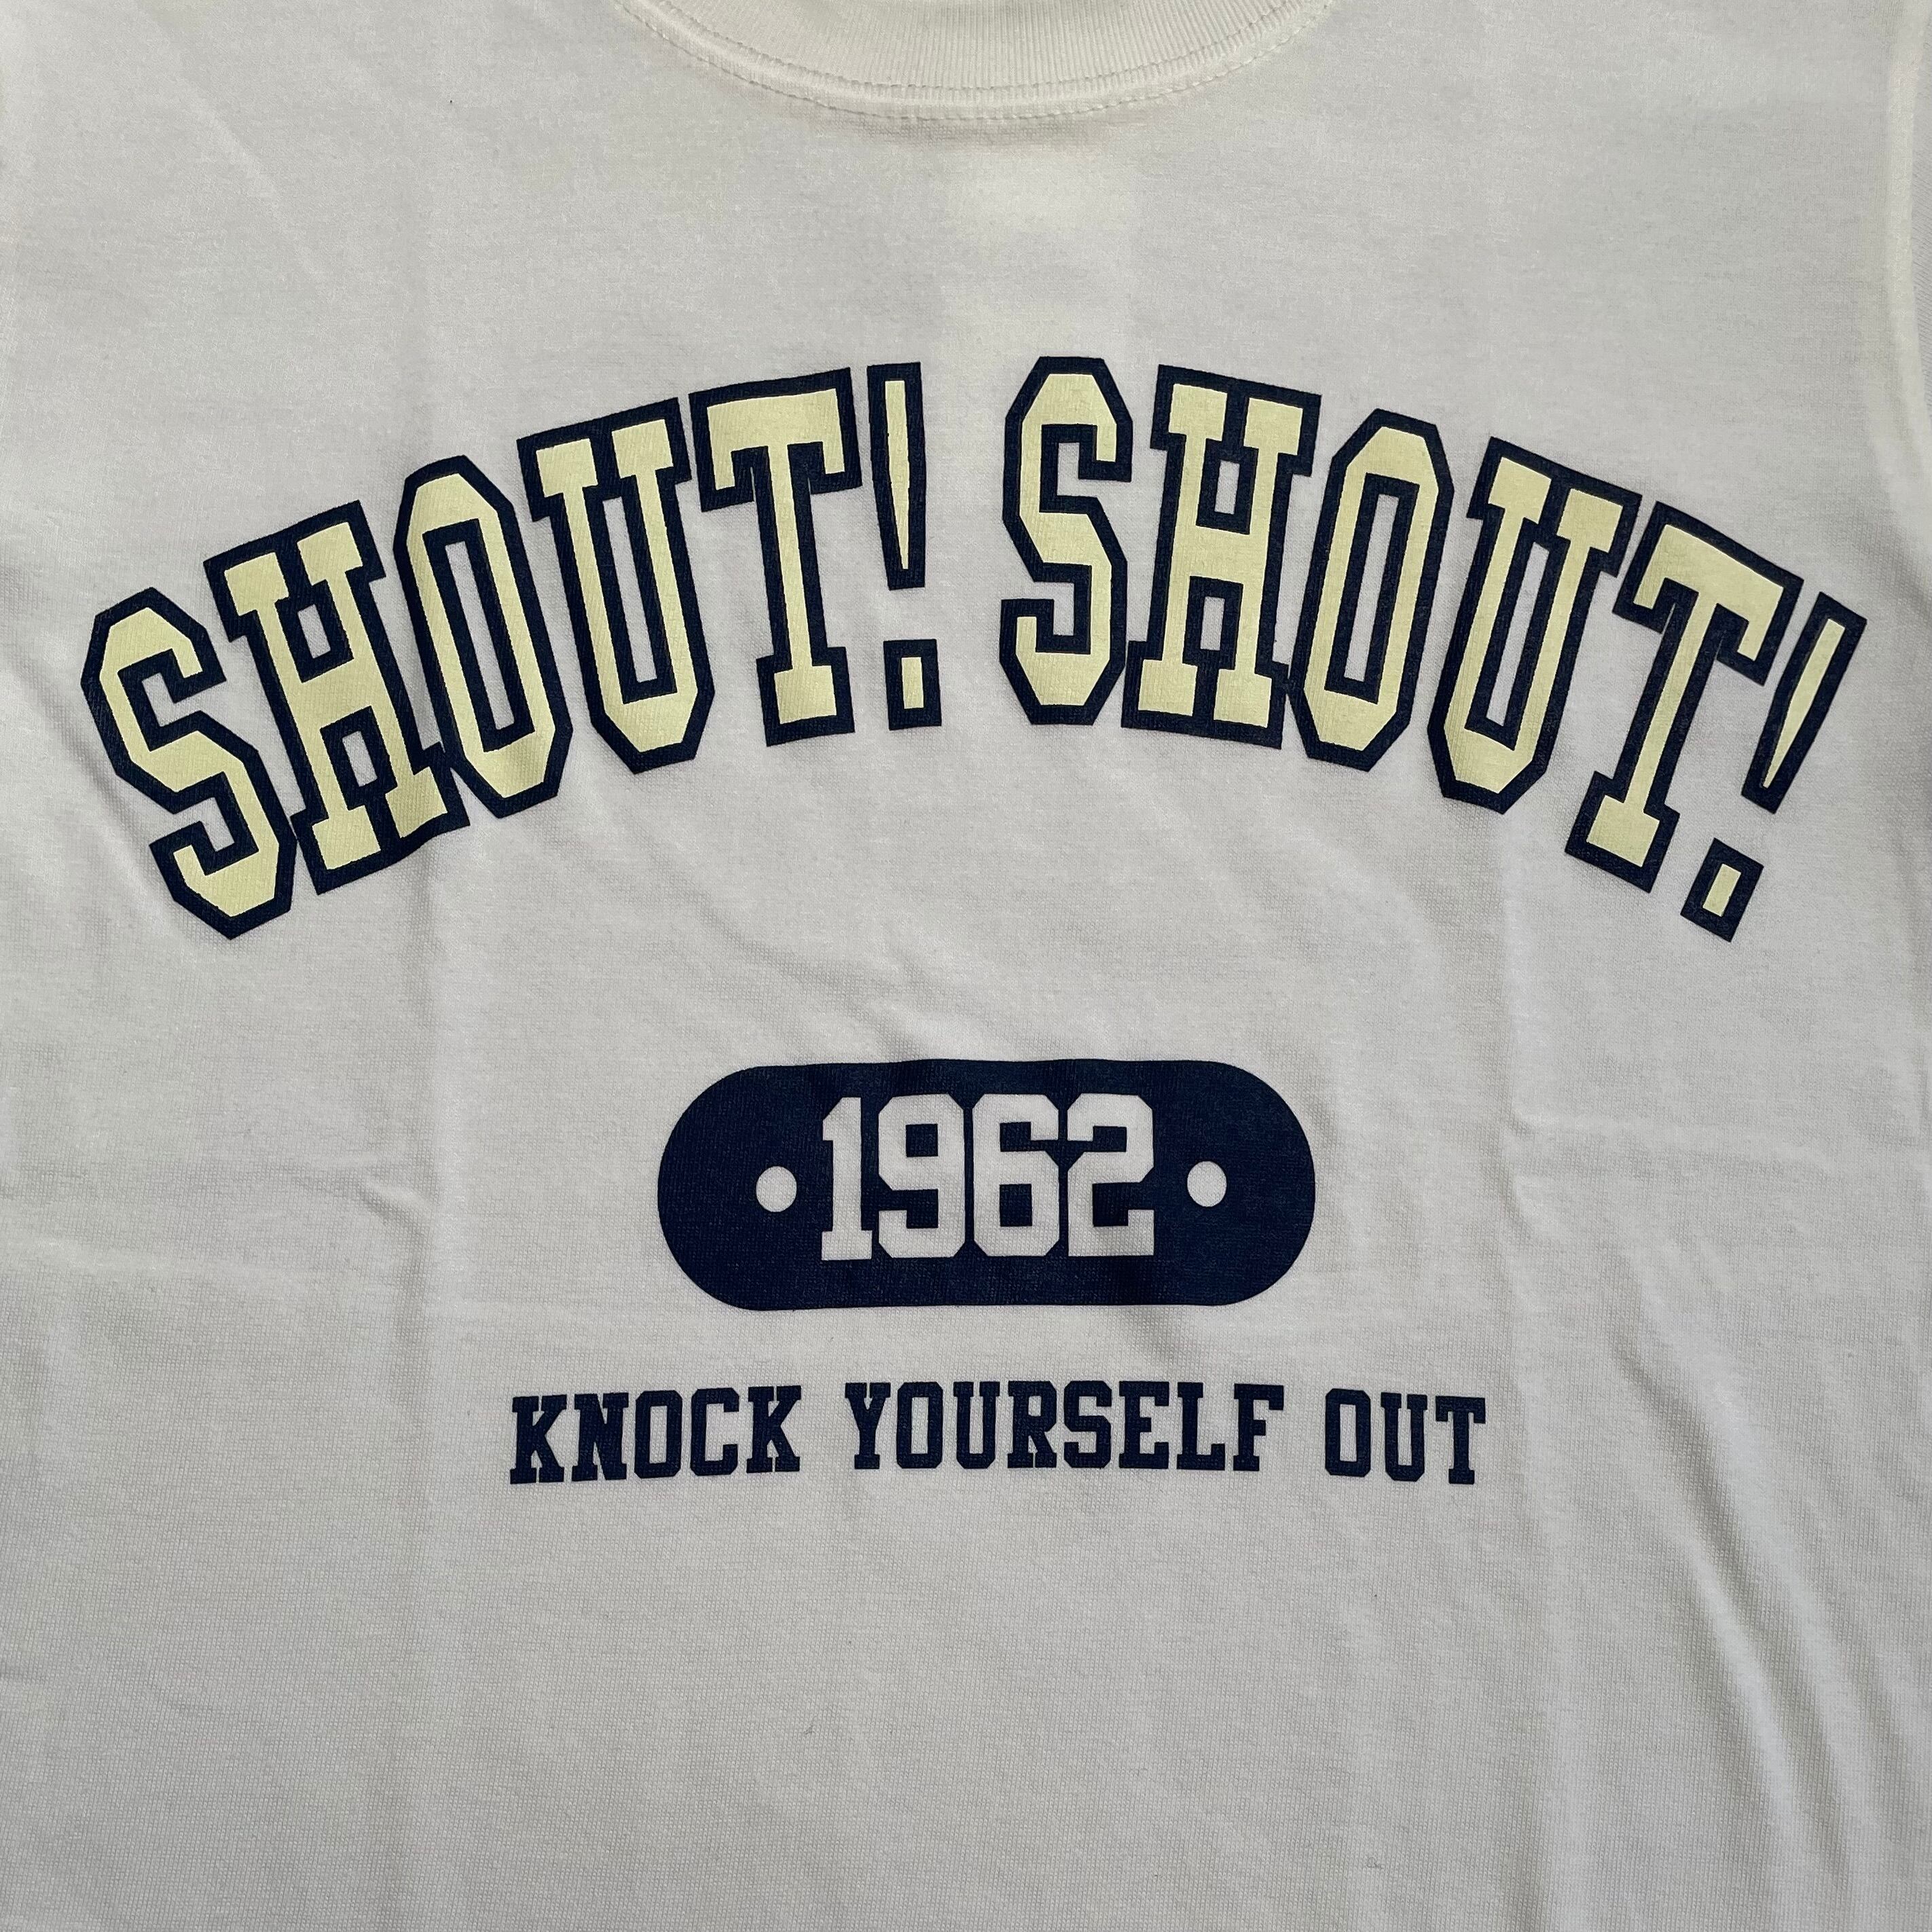 SHOUT! SHOUT!
• 1962 •
KNOCK YOURSELF OUT